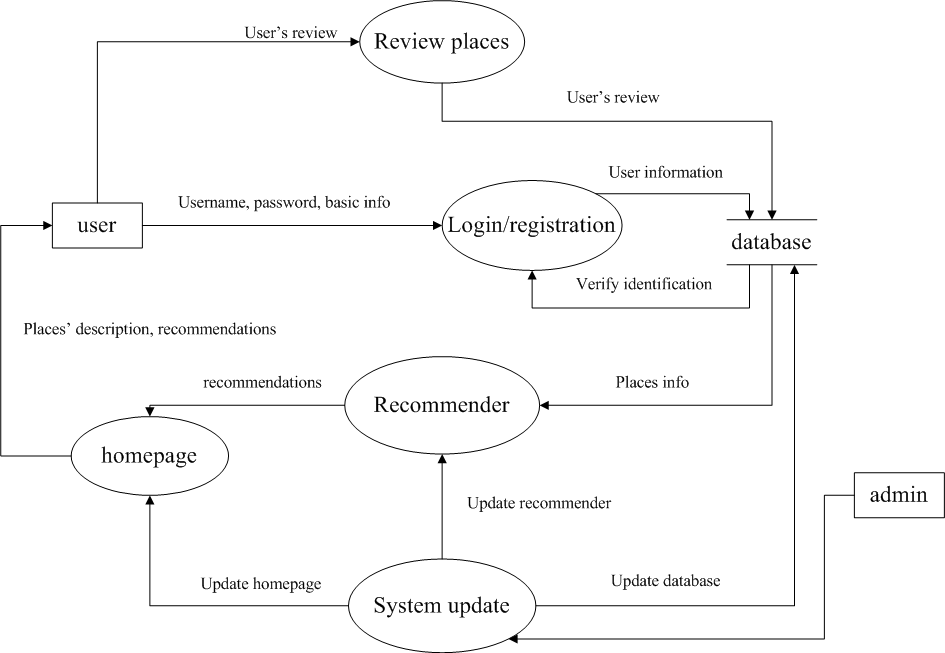 User’s review
Review places
User’s review
User information
Username, password, basic info
user
Login/registration
database
Verify identification
Places’ description, recommendations
recommendations
Places info
Recommender
homepage
admin
Update recommender
Update homepage
Update database
System update